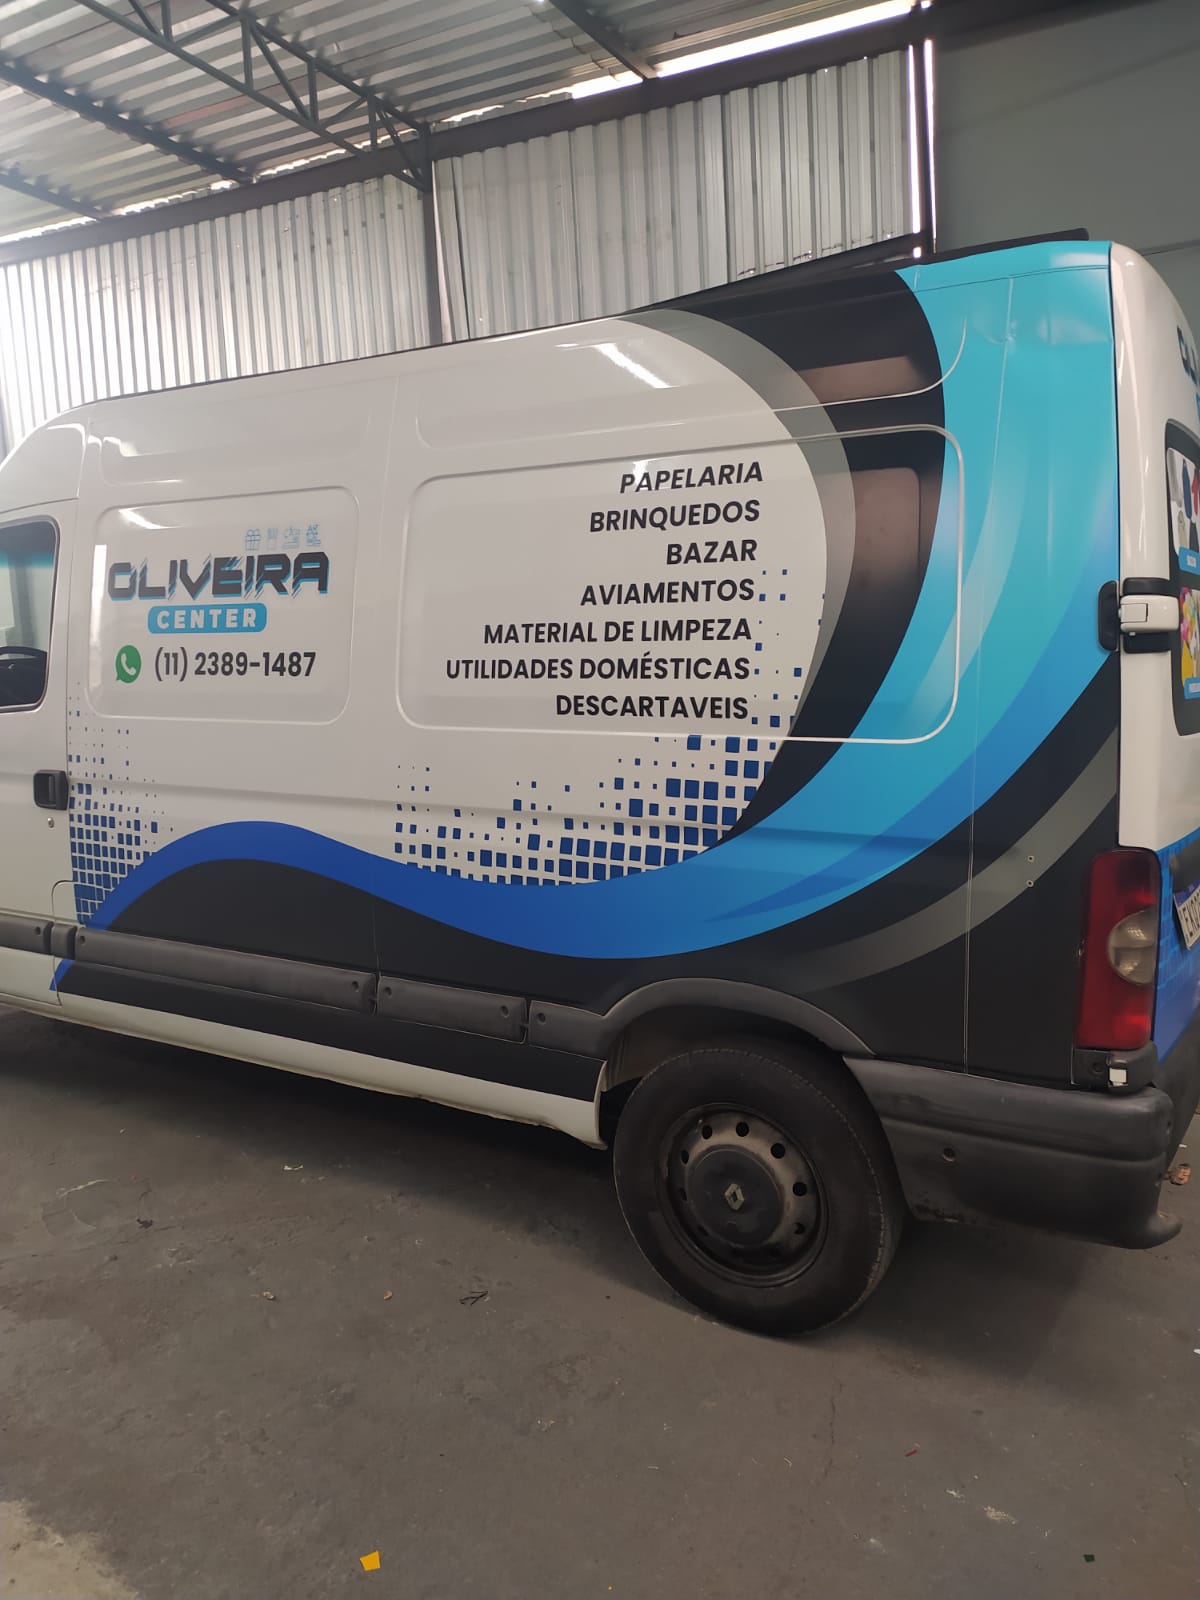 OLIVEIRA
CENTER
(11) 2389-1487
PAPELARIA
BRINQUEDOS
BAZAR
AVIAMENTOS
MATERIAL DE LIMPEZA
UTILIDADES DOMÉSTICAS
DESCARTAVEIS